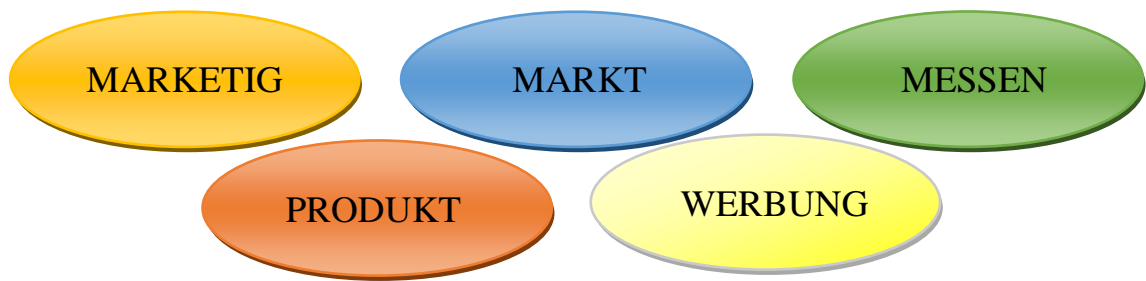 MARKETIG
MARKT
MESSEN
PRODUKT
WERBUNG